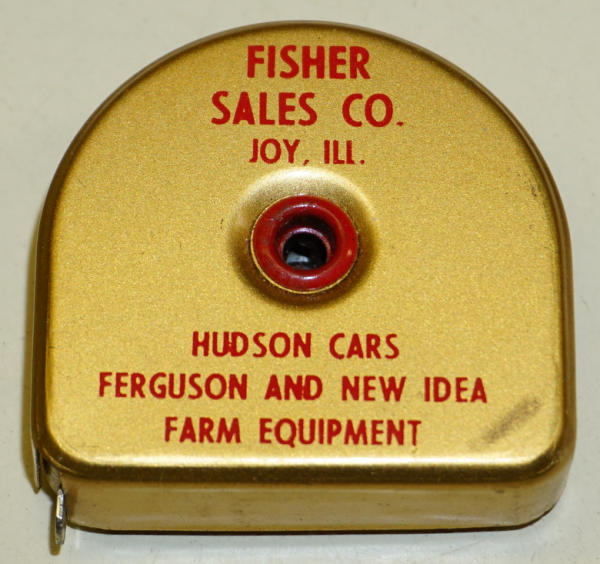 FISHER
SALES CO.
JOY, ILL.
HUDSON CARS
FERGUSON AND NEW IDEA
FARM EQUIPMENT